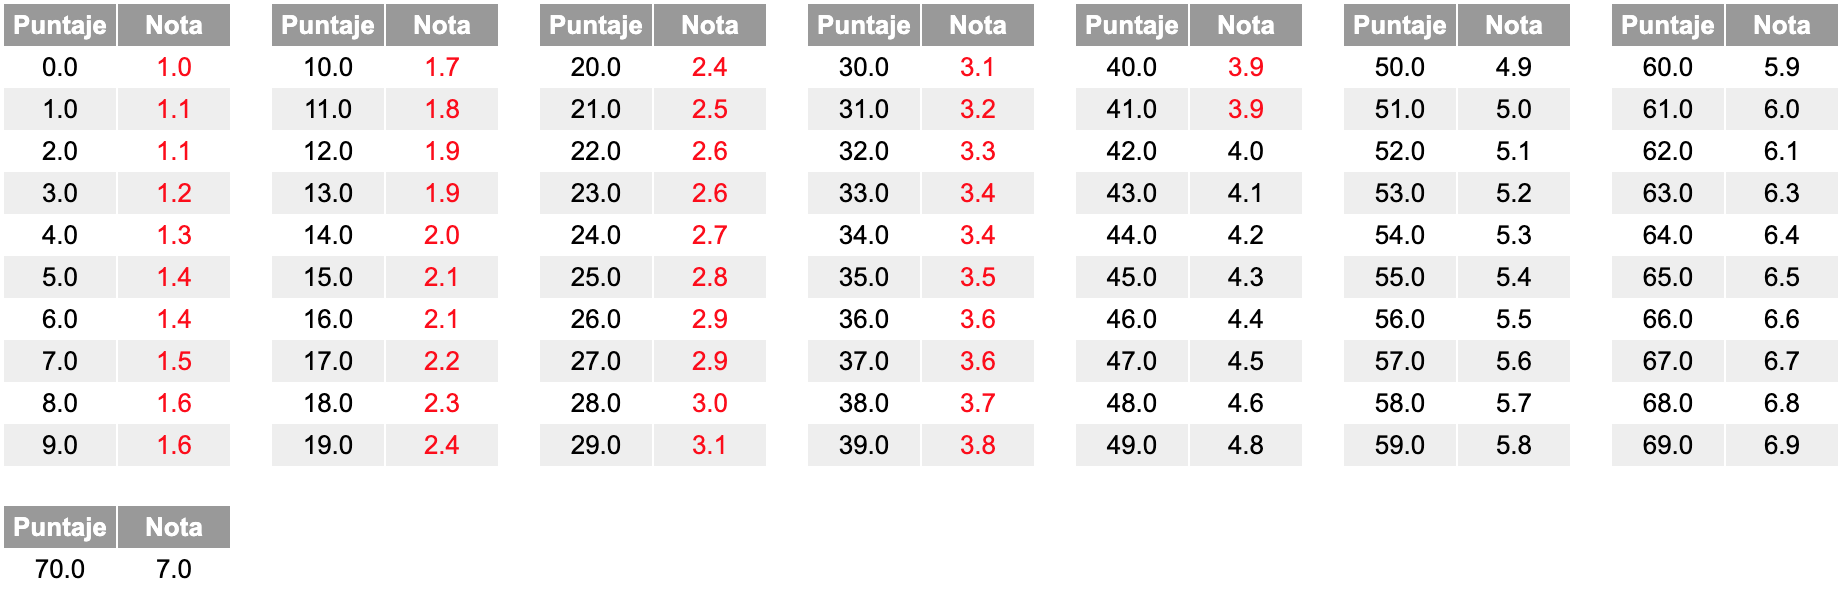 Puntaje Nota Puntaje Nota Puntaje Nota Puntaje Nota Puntaje Nota Puntaje Nota Puntaje Nota
0.0 1.0 10.0 1.7 20.0 2.4 30.0 3.1 40.0 3.9 50.0 4.9 60.0 5.9
1.0 1.1 11.0 1.8 21.0 2.5 31.0 3.2 41.0 3.9 51.0 5.0 61.0 6.0
2.0 1.1 12.0 1.9 22.0 2.6 32.0 3.3 42.0 4.0 52.0 5.1 62.0 6.1
3.0 1.2 13.0 1.9 23.0 2.6 33.0 3.4 43.0 4.1 53.0 5.2 63.0 6.3
4.0 1.3 14.0 2.0 24.0 2.7 34.0 3.4 44.0 4.2 54.0 5.3 64.0 6.4
5.0 1.4 15.0 2.1 25.0 2.8 35.0 3.5 45.0 4.3 55.0 5.4 65.0 6.5
6.0 1.4 16.0 2.1 26.0 2.9 36.0 3.6 46.0 4.4 56.0 5.5 66.0 6.6
7.0 1.5 17.0 2.2 27.0 2.9 37.0 3.6 47.0 4.5 57.0 5.6 67.0 6.7
8.0 1.6 18.0 2.3 28.0 3.0 38.0 3.7 48.0 4.6 58.0 5.7 68.0 6.8
9.0 1.6 19.0 2.4 29.0 3.1 39.0 3.8 49.0 4.8 59.0 5.8 69.0 6.9
Puntaje Nota
70.0 7.0